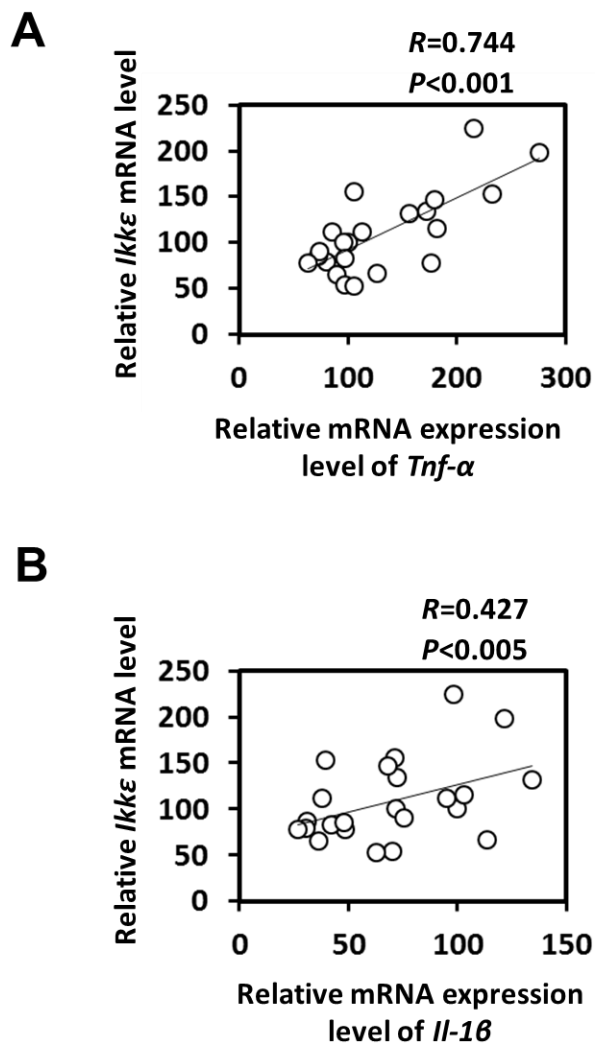 A
R=0.744
P<0.001
Relative Ikkε mRNA level
250
200
150
100
50
0
0 100 200 300
Relative mRNA expression
level of Tnf-α
B
R=0.427
P<0.005
Relative Ikkε mRNA level
250
200
150
100
50
0
0 50 100 150
Relative mRNA expression
level of Il-1β